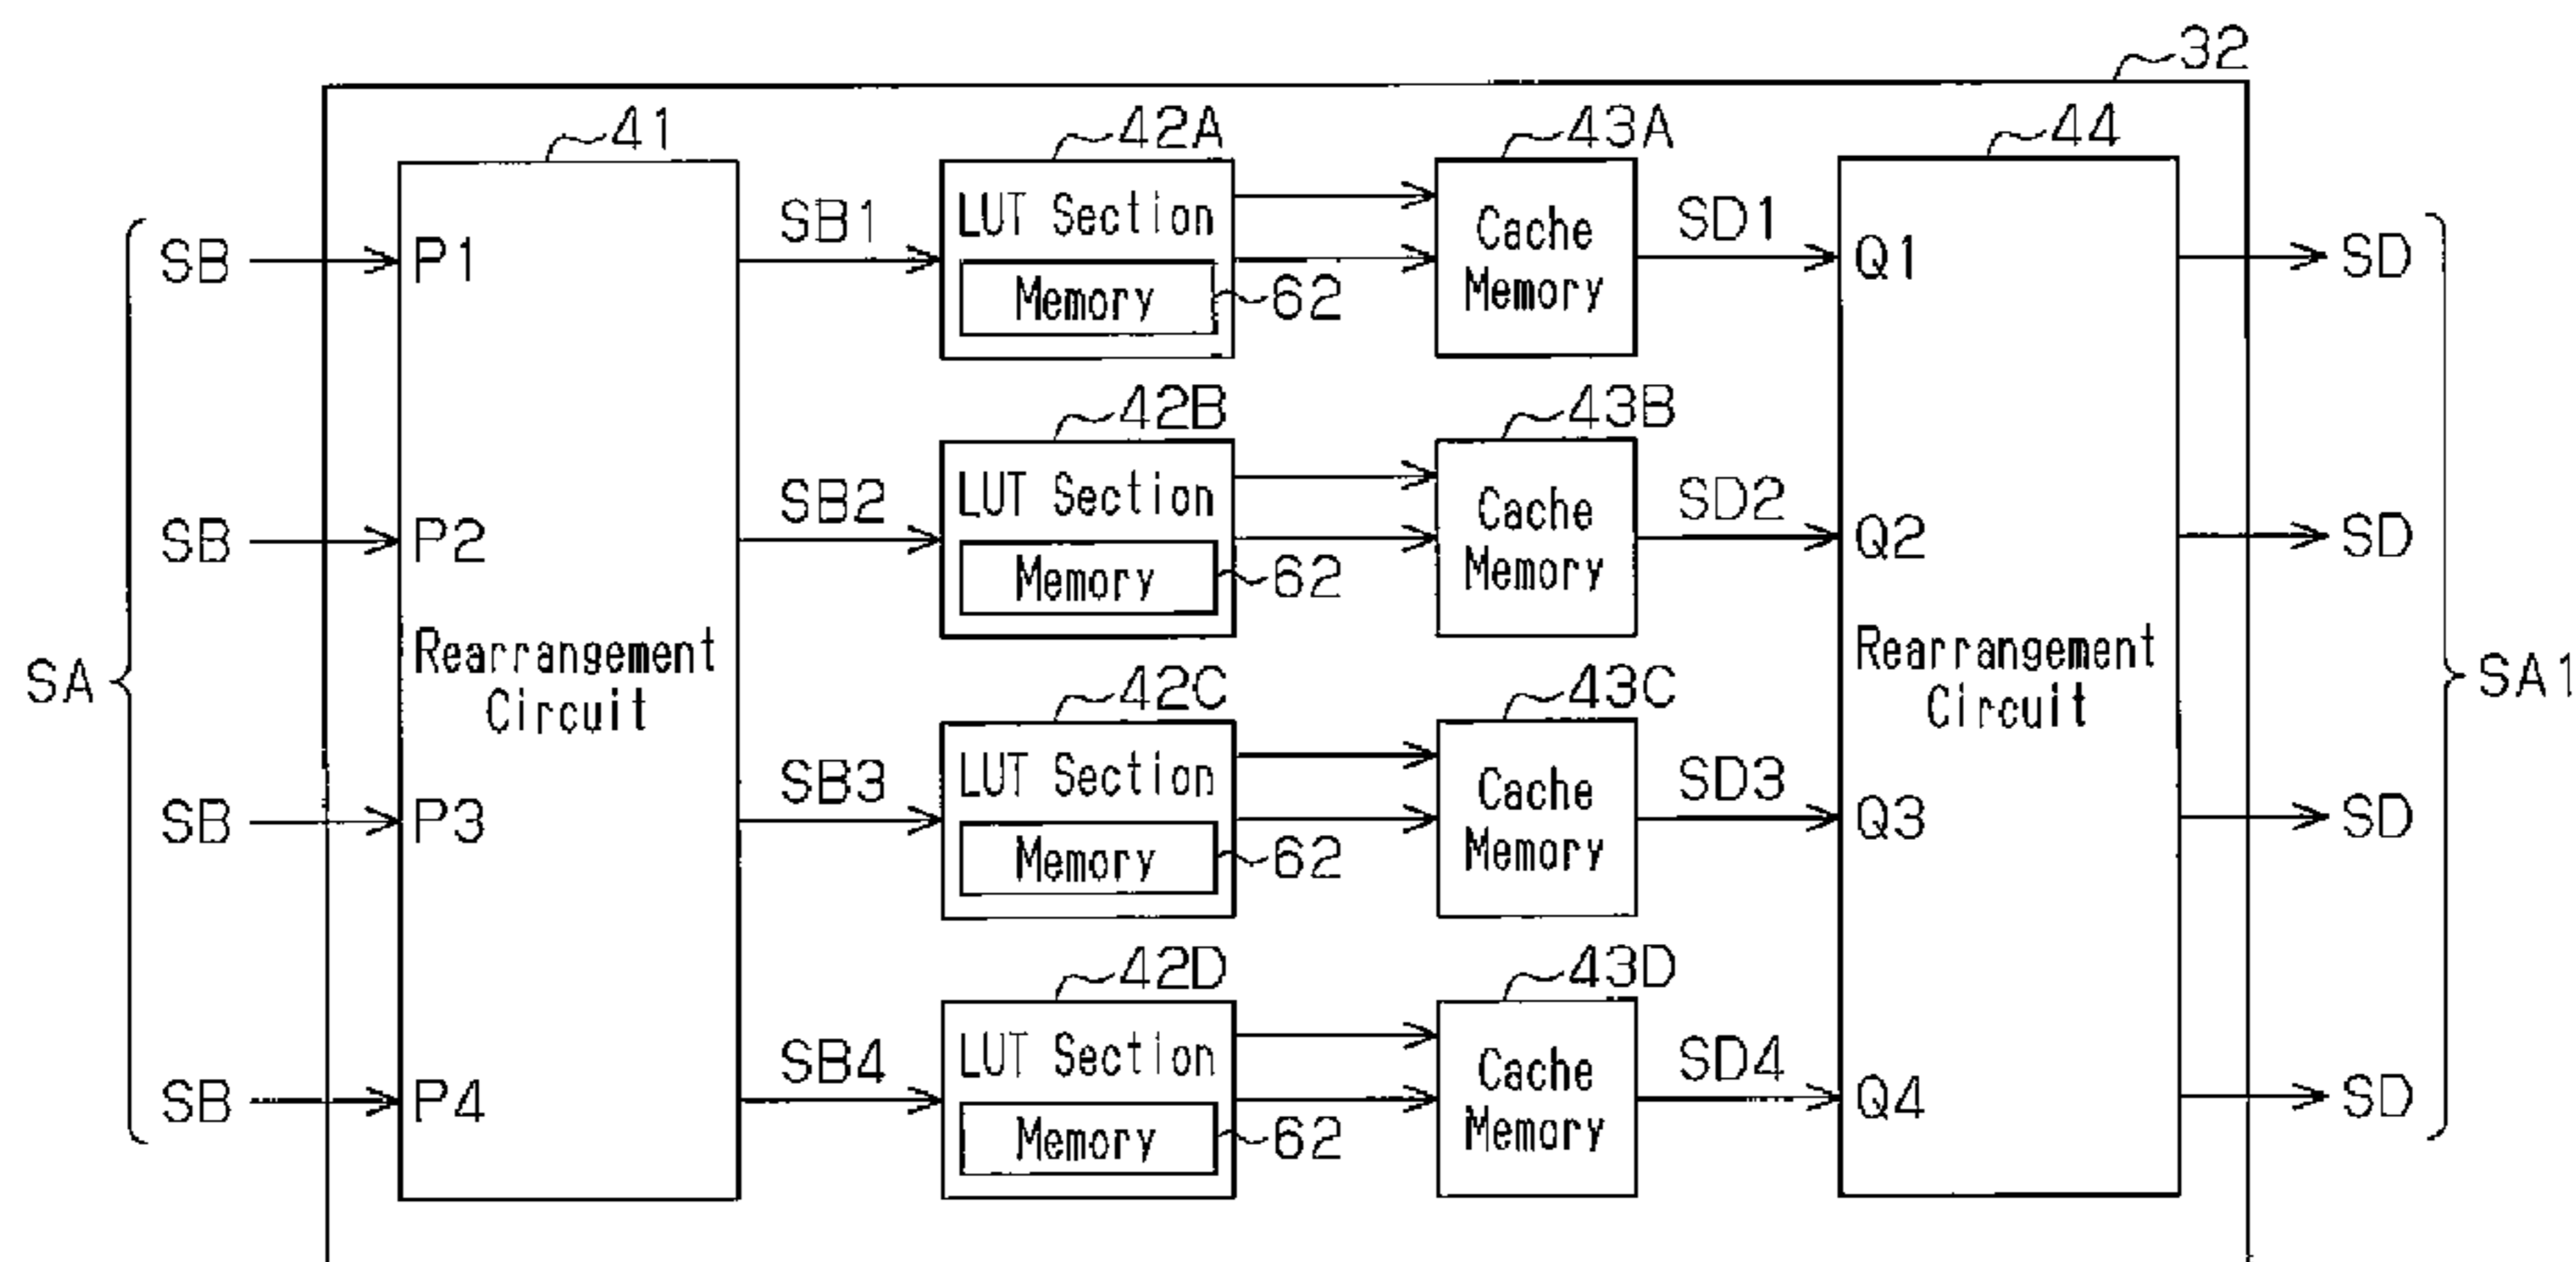 32
41
42A
43A
44
SB
P1
SB1
LUT Section
Memory
62
Cache
Memory
SD1
Q1
SD
42B
43B
SB
P2
SB2
LUT Section
Memory
62
Cache
Memory
SD2
Q2
SD
SA
Rearrangement
Circuit
Rearrangement
Circuit
SA1
42C
43C
SB
P3
SB3
LUT Section
Memory
62
Cache
Memory
SD3
Q3
SD
42D
43D
SB
P4
SB4
LUT Section
Memory
62
Cache
Memory
SD4
Q4
SD